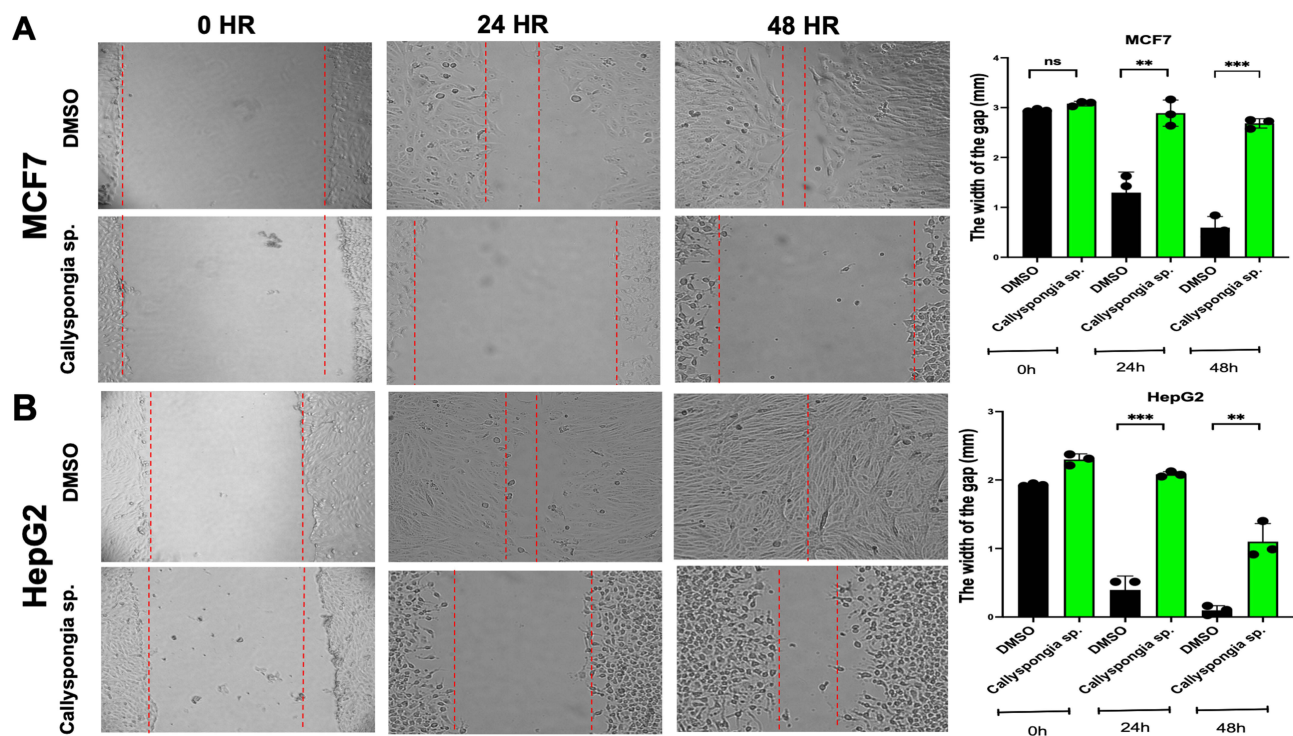 A
0 HR
24 HR
48 HR
MCF7
DMSO
Callyspongia sp.
MCF7
The width of the gap (mm)
4
3
2
1
0
ns
**
***
DMSO
Callyspongia sp.
DMSO
Callyspongia sp.
DMSO
Callyspongia sp.
0h
24h
48h
B
HepG2
DMSO
Callyspongia sp.
HepG2
The width of the gap (mm)
3
2
1
0
***
**
DMSO
Callyspongia sp.
DMSO
Callyspongia sp.
DMSO
Callyspongia sp.
0h
24h
48h